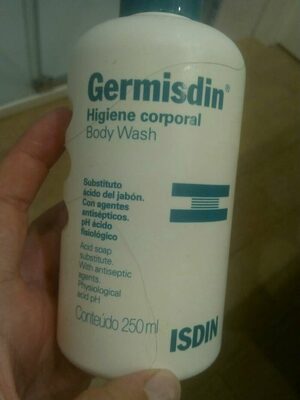 Germisdin®
Higiene corporal
Body Wash
Substituto
ácido del jabón.
Con agentes
antisépticos.
pH ácido
fisiológico
Acid soap
substitute.
With antiseptic
agents.
Physiological
acid pH
Conteúdo 250 ml
ISDIN